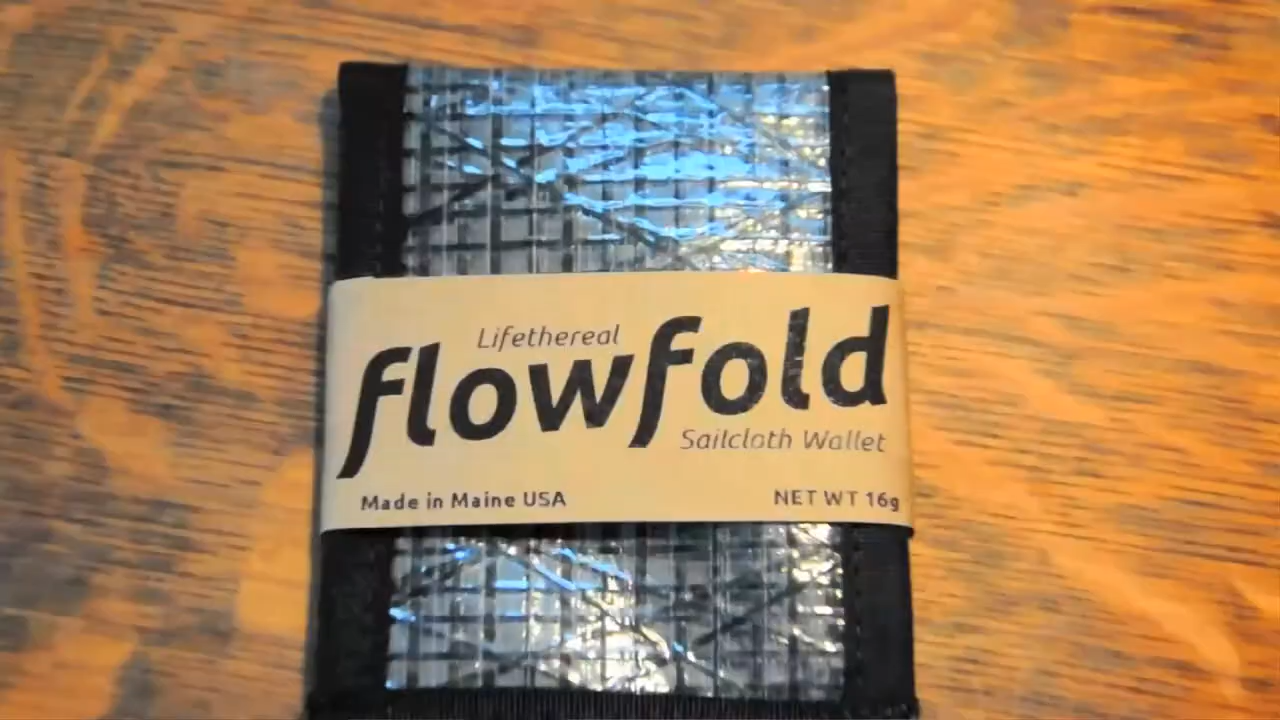 Lifethereal
flowfold
Sailcloth Wallet
Made in Maine USA
NET WT 16g